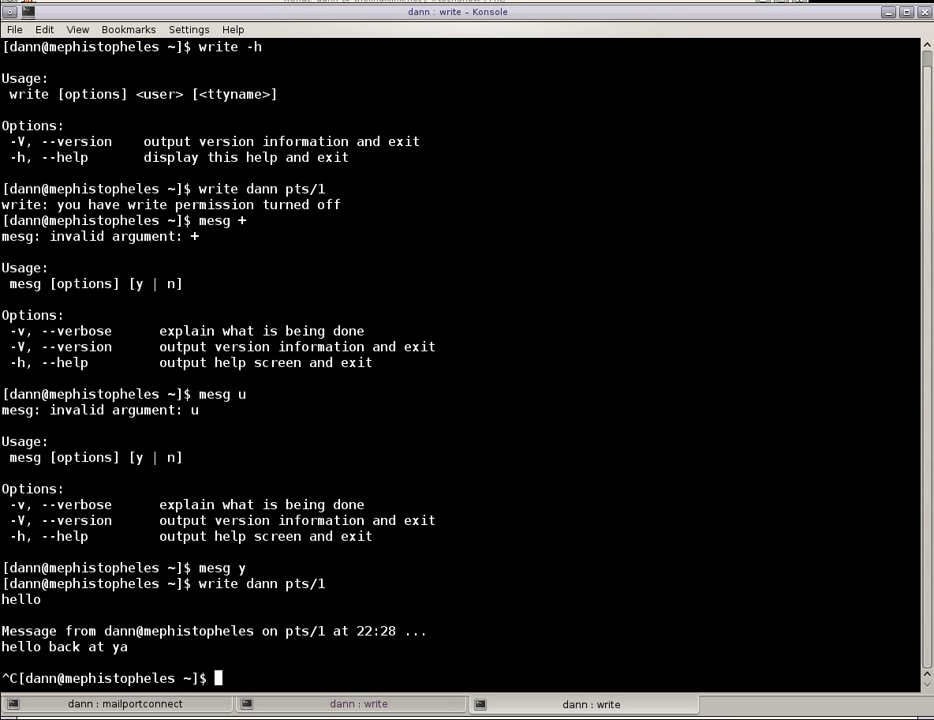 dann : write – Konsole
File Edit View Bookmarks Settings Help
[dann@mephistopheles ~]$ write -h

Usage:
 write [options] <user> [<ttyname>]

Options:
 -V, --version    output version information and exit
 -h, --help       display this help and exit

[dann@mephistopheles ~]$ write dann pts/1
write: you have write permission turned off
[dann@mephistopheles ~]$ mesg +
mesg: invalid argument: +

Usage:
 mesg [options] [y | n]

Options:
 -v, --verbose      explain what is being done
 -V, --version      output version information and exit
 -h, --help         output help screen and exit

[dann@mephistopheles ~]$ mesg u
mesg: invalid argument: u

Usage:
 mesg [options] [y | n]

Options:
 -v, --verbose      explain what is being done
 -V, --version      output version information and exit
 -h, --help         output help screen and exit

[dann@mephistopheles ~]$ mesg y
[dann@mephistopheles ~]$ write dann pts/1
hello

Message from dann@mephistopheles on pts/1 at 22:28 ...
hello back at ya

^C[dann@mephistopheles ~]$
dann : mailportconnect
dann : write
dann : write